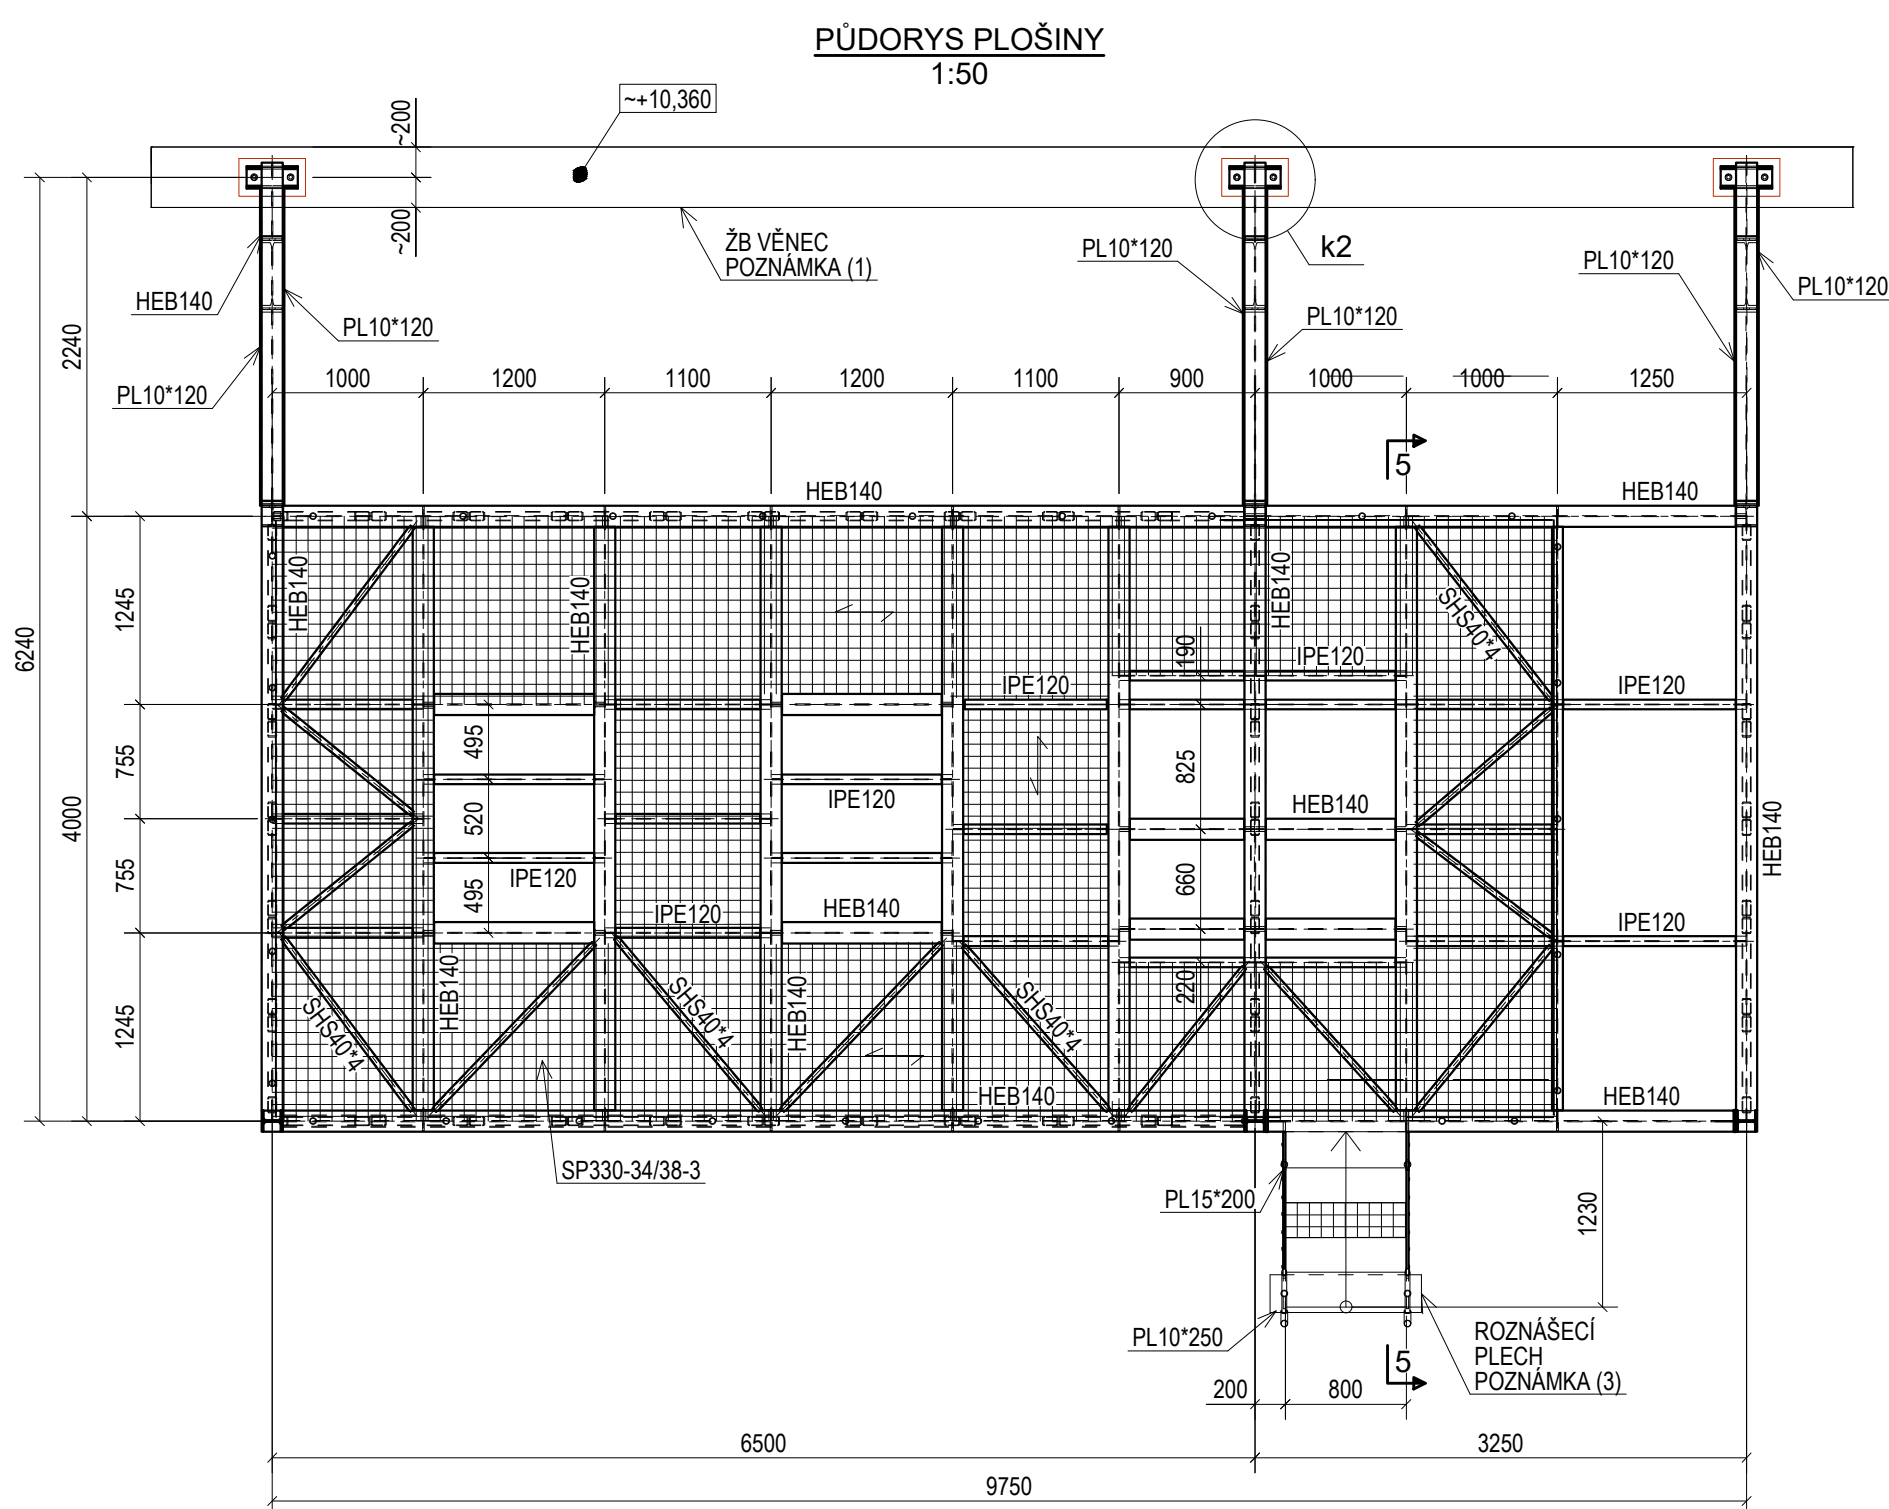 PŮDORYS PLOŠINY
1:50
~+10,360
~200
~200
ŽB VĚNEC
POZNÁMKA (1)
k2
PL10*120
PL10*120
PL10*120
HEB140
PL10*120
PL10*120
PL10*120
2240
1000
1200
1100
1200
1100
900
1000
1000
1250
5
HEB140
HEB140
HEB140
HEB140
HEB140
SHS40*4
1245
6240
190
IPE120
IPE120
IPE120
495
755
825
IPE120
520
4000
HEB140
HEB140
755
IPE120
495
660
IPE120
HEB140
IPE120
HEB140
HEB140
220
SHS40*4
SHS40*4
SHS40*4
1245
HEB140
HEB140
SP330-34/38-3
PL15*200
1230
PL10*250
ROZNÁŠECÍ
PLECH
POZNÁMKA (3)
5
200
800
6500
3250
9750